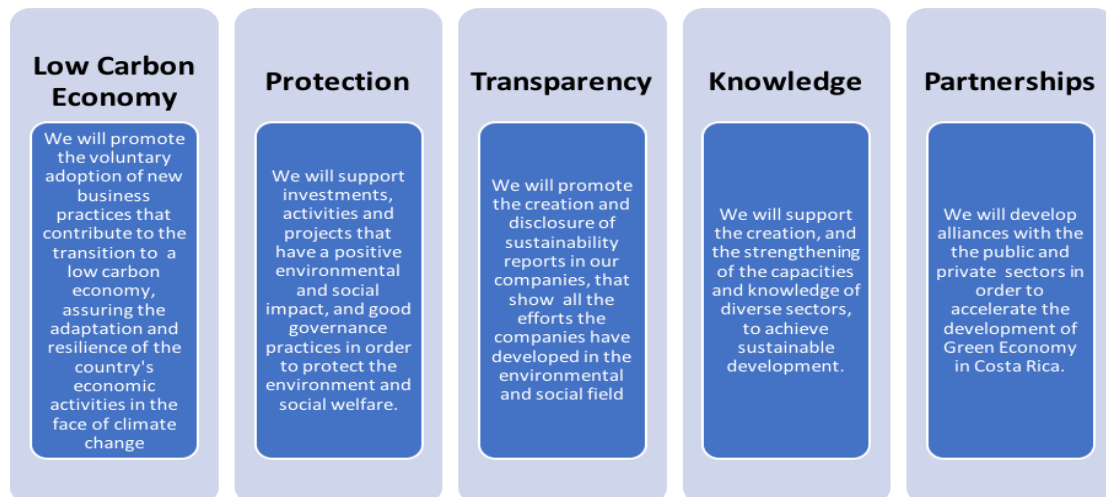 Low Carbon
Economy
We will promote
the voluntary
adoption of new
business
practices that
contribute to the
transition to  a
low carbon
economy,
assuring the
adaptation and
resilience of the
country's
economic
activities in the
face of climate
change
Protection
We will support
investments,
activities and
projects that
have a positive
environmental
and social
impact, and good
governance
practices in order
to protect the
environment and
social welfare.
Transparency
We will promote
the creation and
disclosure of
sustainability
reports in our
companies, that
show  all the
efforts the
companies have
developed in the
environmental
and social field
Knowledge
We will support
the creation, and
the strengthening
of the capacities
and knowledge of
diverse sectors,
to achieve
sustainable
development.
Partnerships
We will develop
alliances with the
the public and
private  sectors in
order to
accelerate the
development of
Green Economy
in Costa Rica.